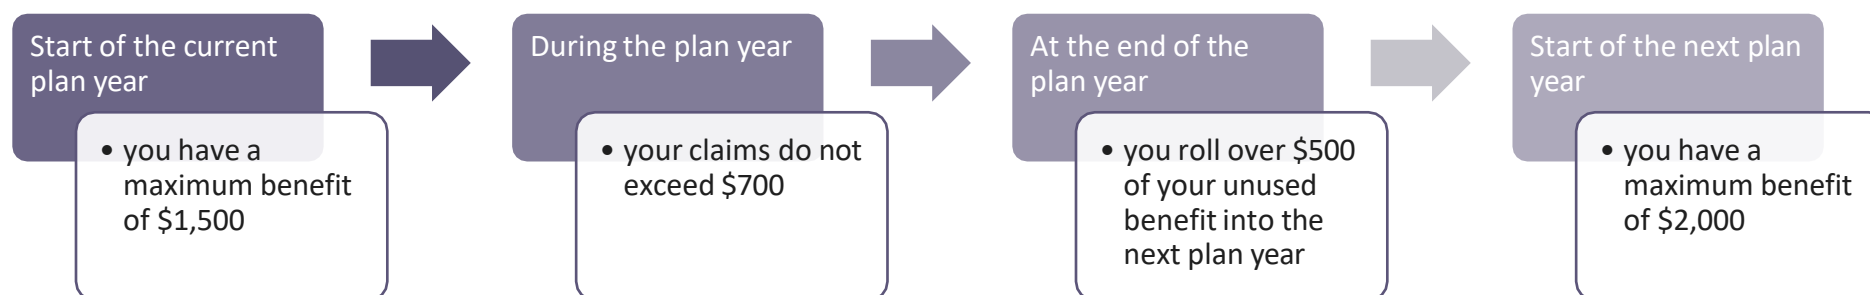 Start of the current
plan year
• you have a
maximum benefit
of $1,500
During the plan year
• your claims do not
exceed $700
At the end of the
plan year
• you roll over $500
of your unused
benefit into the
next plan year
Start of the next plan
year
• you have a
maximum benefit
of $2,000